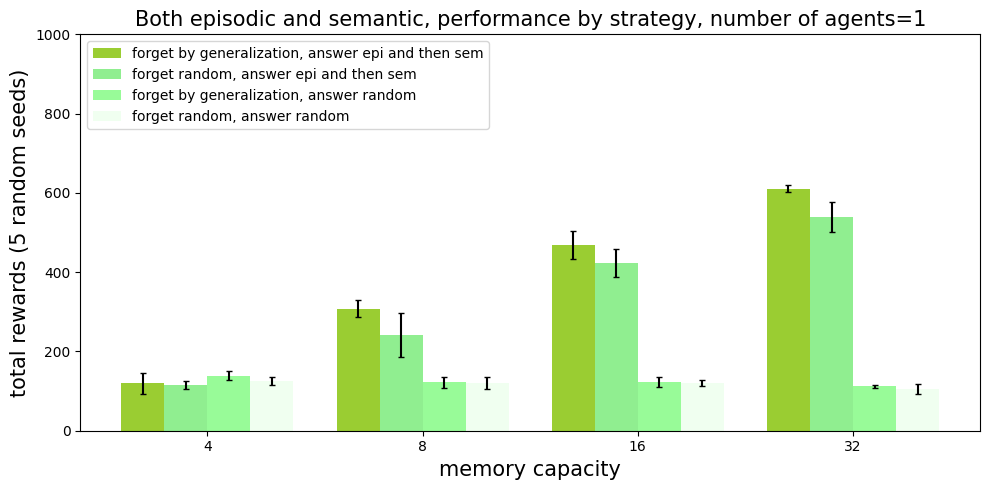 Both episodic and semantic, performance by strategy, number of agents=1
total rewards (5 random seeds)
1000
800
600
400
200
0
forget by generalization, answer epi and then sem
forget random, answer epi and then sem
forget by generalization, answer random
forget random, answer random
4
8
16
32
memory capacity